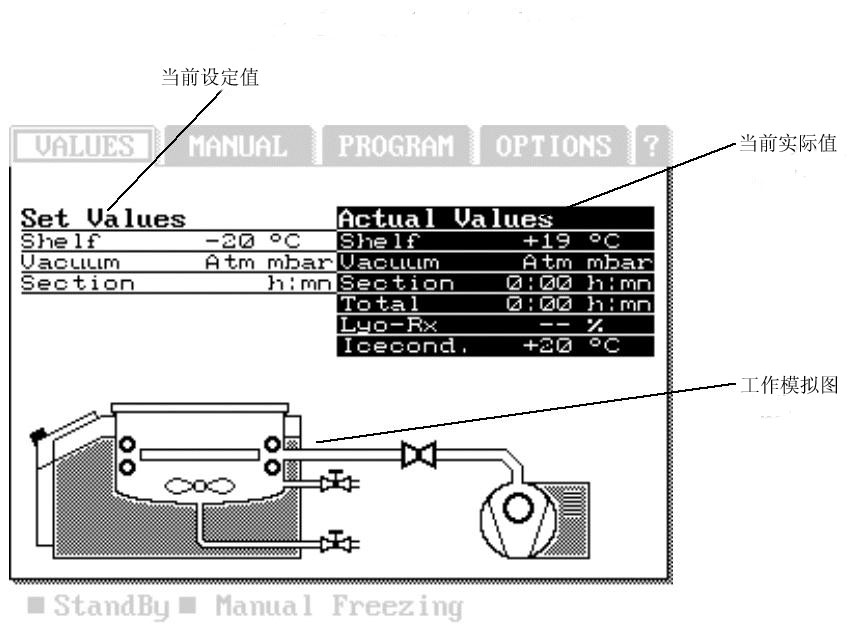 当前设定值
VALUES MANUAL PROGRAM OPTIONS ?
当前实际值
Set Values Actual Values
Shelf -20 °C Shelf +19 °C
Vacuum Atm mbar Vacuum Atm mbar
Section h:mn Section 0:00 h:mn
Total 0:00 h:mn
Lyo-Rx -- %
Icecond. +20 °C
工作模拟图
StandBy Manual Freezing